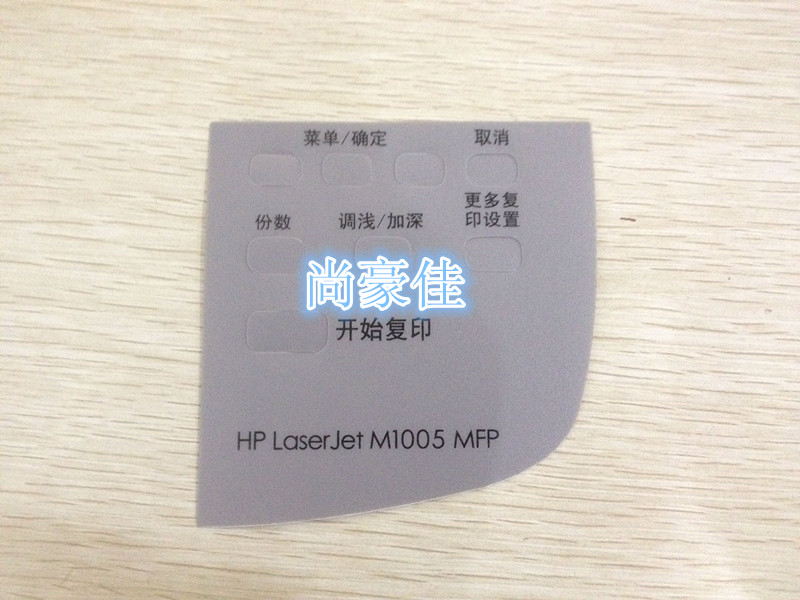 菜单/确定
取消
更多复
印设置
份数
调浅/加深
尚豪佳
开始复印
HP LaserJet M1005 MFP